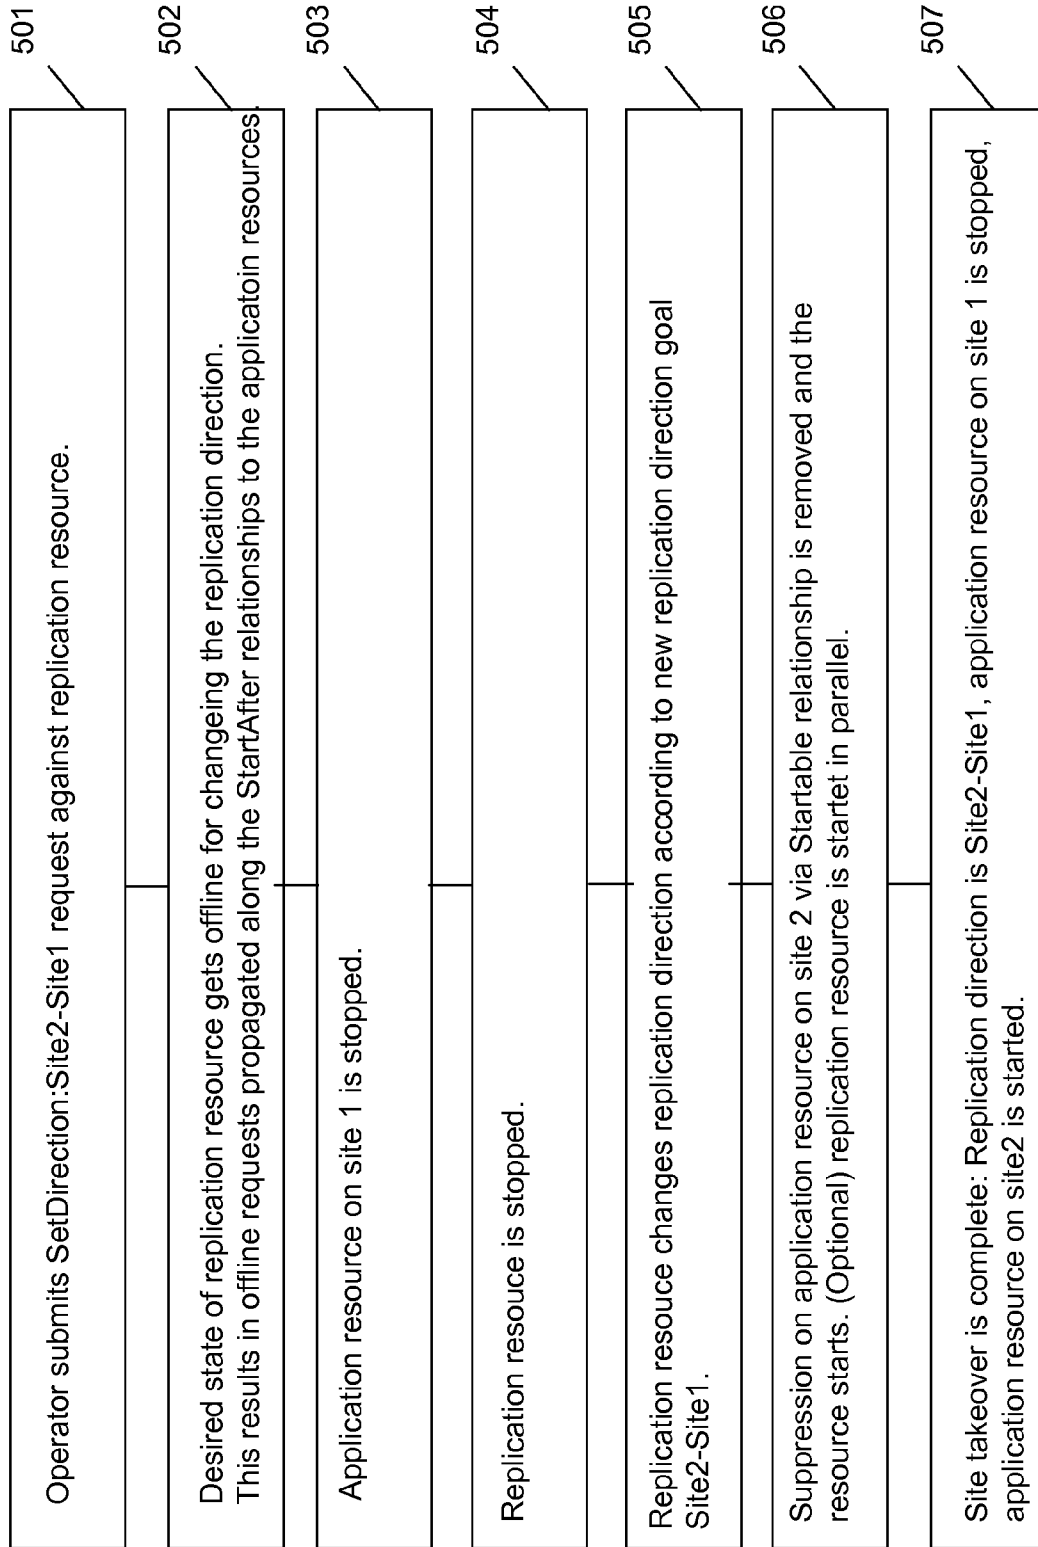 501
Operator submits SetDirection:Site2-Site1 request against replication resource.
502
Desired state of replication resource gets offline for changeing the replication direction.
This results in offline requests propagated along the StartAfter relationships to the applicatoin resources.
503
Application resource on site 1 is stopped.
504
Replication resouce is stopped.
505
Replication resouce changes replication direction according to new replication direction goal
Site2-Site1.
506
Suppression on application resource on site 2 via Startable relationship is removed and the
resource starts. (Optional) replication resource is startet in parallel.
507
Site takeover is complete: Replication direction is Site2-Site1, application resource on site 1 is stopped,
application resource on site2 is started.